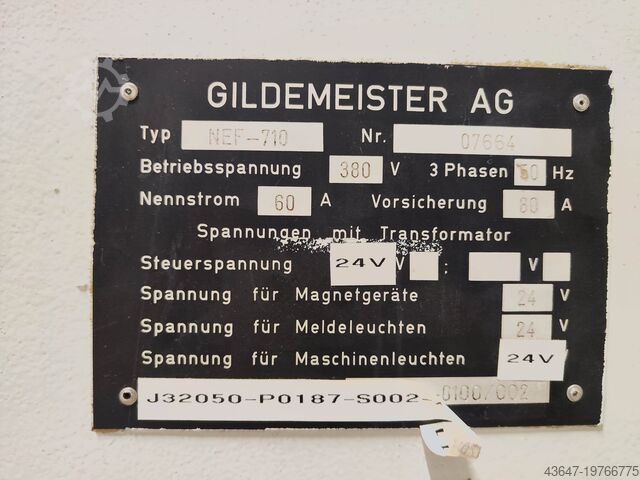 GILDEMEISTER AG
Typ NEF-710 Nr. 07664
Betriebsspannung 380 V 3 Phasen 50 Hz
Nennstrom 60 A Vorsicherung 80 A
Spannungen mit Transformator
Steuerspannung 24V V ; V
Spannung für Magnetgeräte 24 V
Spannung für Meldeleuchten 24 V
Spannung für Maschinenleuchten 24V
J32050-P0187-S002-0100/002
43647-19766775